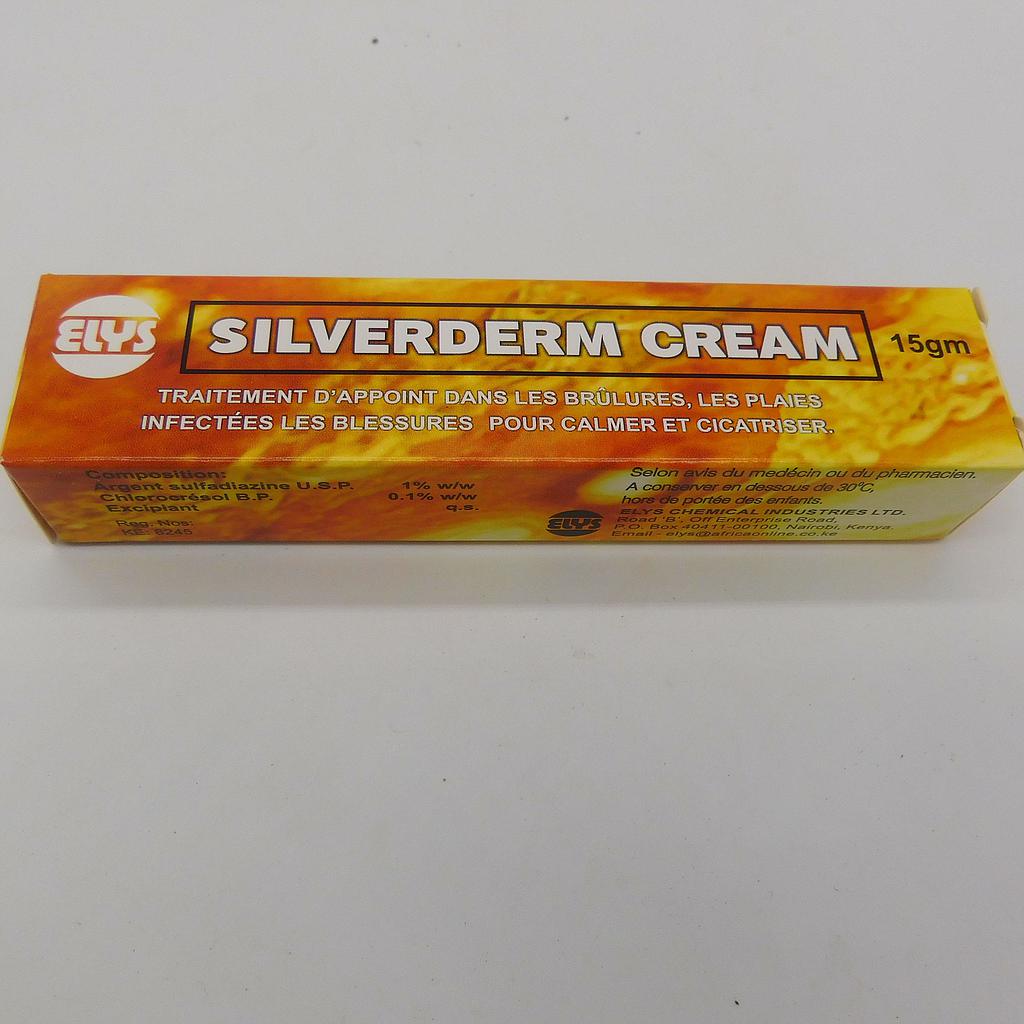 ELYS
SILVERDERM CREAM
15gm
TRAITEMENT D'APPOINT DANS LES BRÛLURES, LES PLAIES
INFECTÉES LES BLESSURES POUR CALMER ET CICATRISER.
Composition:
Argent sulfadiazine U.S.P. 1% w/w
Chlorocrésol B.P. 0.1% w/w
Excipiant q.s.
Reg. Nos:
KE: 8245
Selon avis du medécin ou du pharmacien.
A conserver en dessous de 30°C,
hors de portée des enfants.
ELYS
ELYS CHEMICAL INDUSTRIES LTD.
Road 'B', Off Enterprise Road,
P.O. Box 40411-00100, Nairobi, Kenya.
Email - elys@africaonline.co.ke